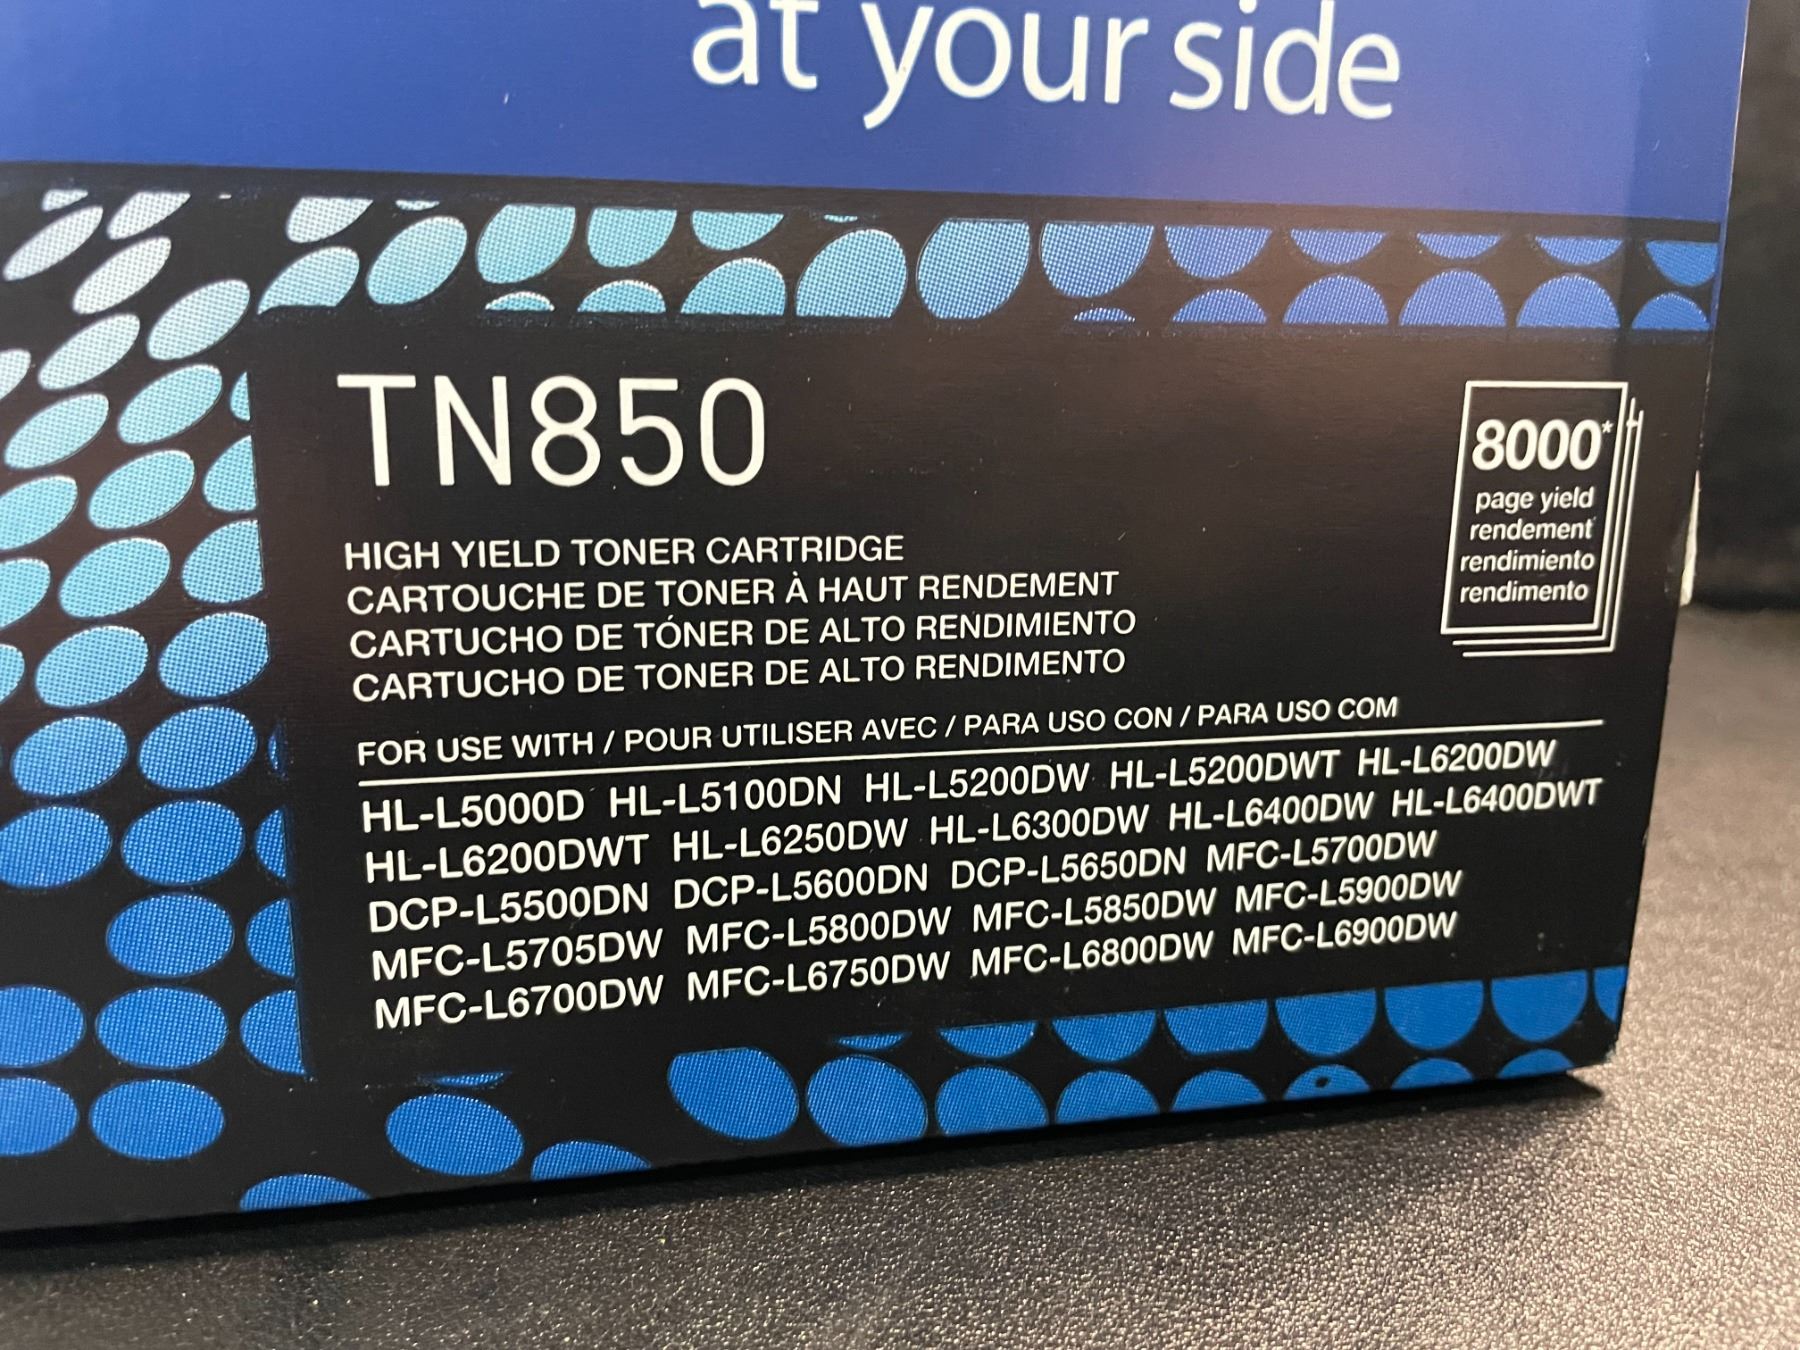 at your side
TN850
8000*†
page yield
rendement
rendimiento
rendimento
HIGH YIELD TONER CARTRIDGE
CARTOUCHE DE TONER À HAUT RENDEMENT
CARTUCHO DE TÓNER DE ALTO RENDIMIENTO
CARTUCHO DE TONER DE ALTO RENDIMENTO
FOR USE WITH / POUR UTILISER AVEC / PARA USO CON / PARA USO COM
HL-L5000D HL-L5100DN HL-L5200DW HL-L5200DWT HL-L6200DW
HL-L6200DWT HL-L6250DW HL-L6300DW HL-L6400DW HL-L6400DWT
DCP-L5500DN DCP-L5600DN DCP-L5650DN MFC-L5700DW
MFC-L5705DW MFC-L5800DW MFC-L5850DW MFC-L5900DW
MFC-L6700DW MFC-L6750DW MFC-L6800DW MFC-L6900DW